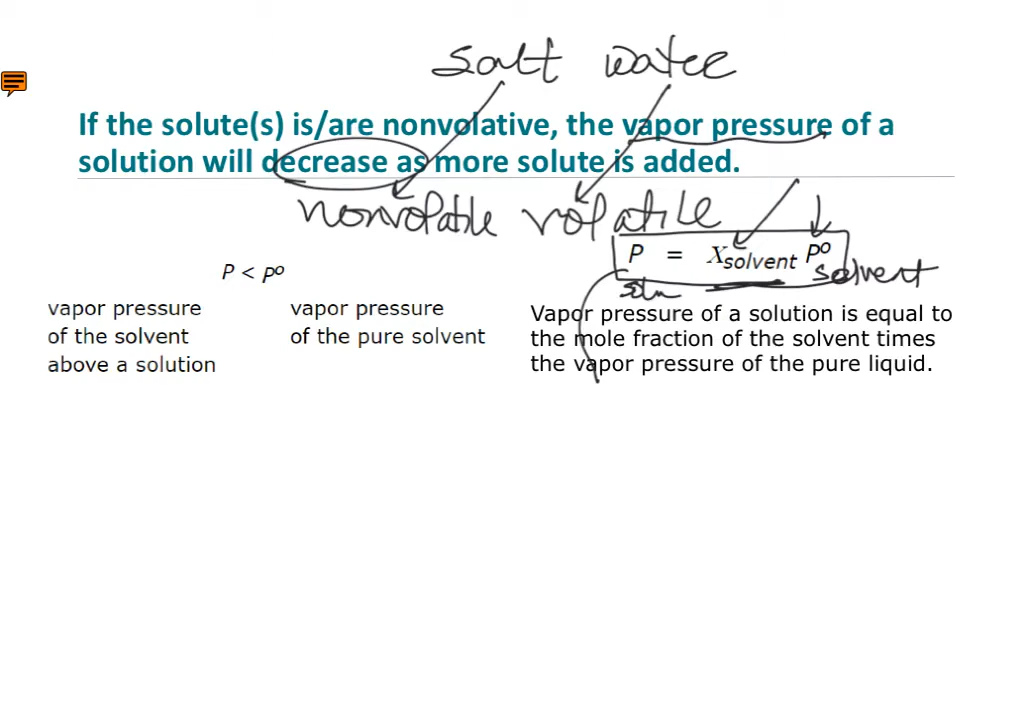 salt water
If the solute(s) is/are nonvolative, the vapor pressure of a
solution will decrease as more solute is added.
nonvolatile volatile
P = Xsolvent Pº
soln solvent
P < Pº
vapor pressure
of the solvent
above a solution
vapor pressure
of the pure solvent
Vapor pressure of a solution is equal to
the mole fraction of the solvent times
the vapor pressure of the pure liquid.